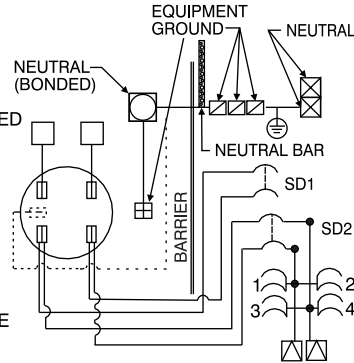 EQUIPMENT
GROUND
NEUTRAL
NEUTRAL
(BONDED)
ED
NEUTRAL BAR
BARRIER
SD1
SD2
1 2
3 4
E